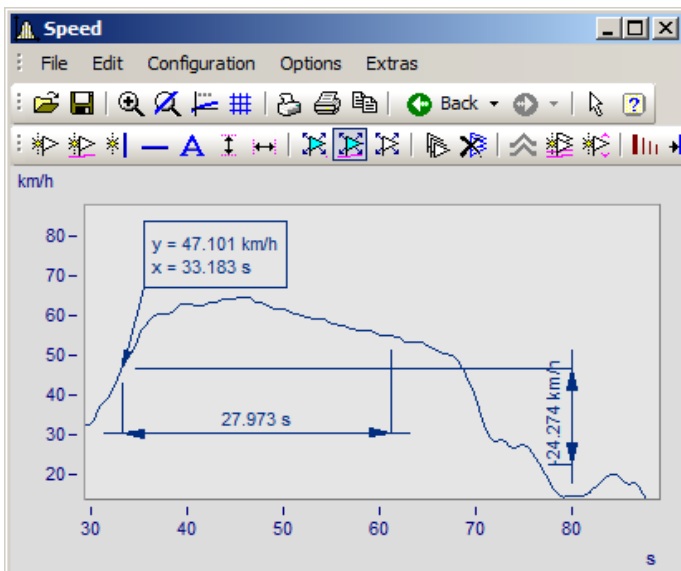 Speed
File Edit Configuration Options Extras
Back
km/h
80
70
60
50
40
30
20
y = 47.101 km/h
x = 33.183 s
27.973 s
-24.274 km/h
30 40 50 60 70 80
s